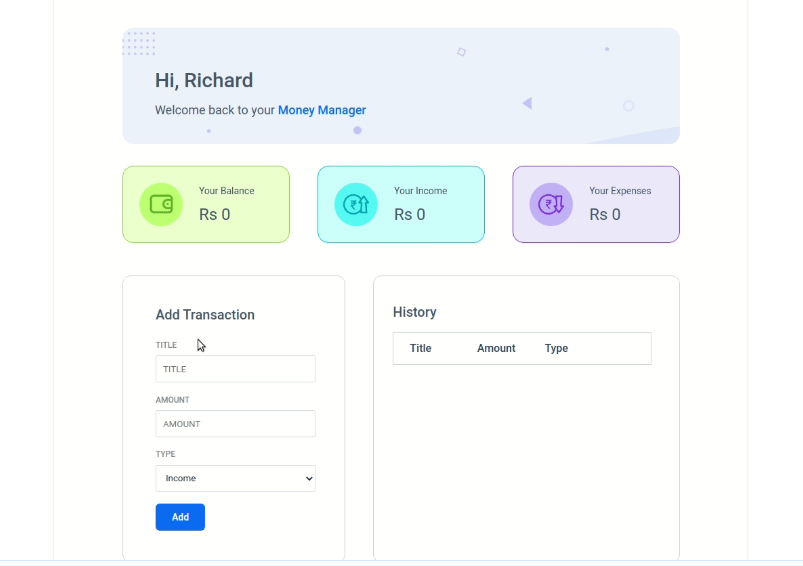 Hi, Richard
Welcome back to your Money Manager
Your Balance
Rs 0
Your Income
Rs 0
Your Expenses
Rs 0
Add Transaction
TITLE
TITLE
AMOUNT
AMOUNT
TYPE
Income
Add
History
Title Amount Type